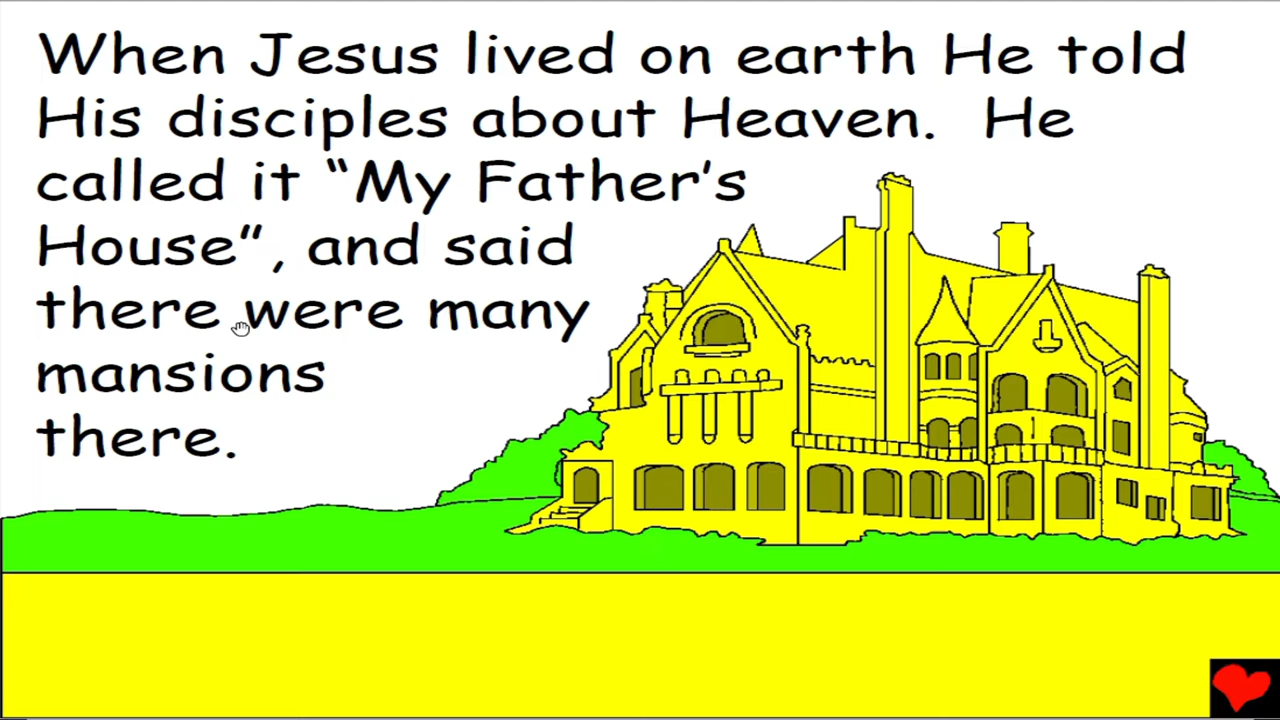 When Jesus lived on earth He told
His disciples about Heaven.  He
called it “My Father’s
House”, and said
there were many
mansions
there.